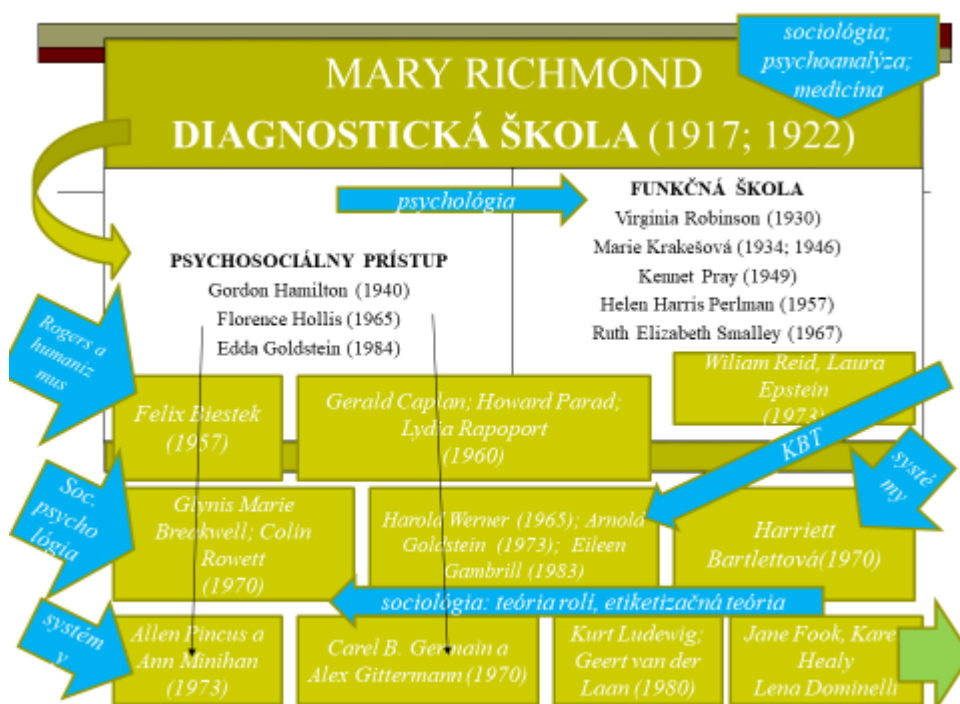 sociológia;
psychoanalýza;
medicína
MARY RICHMOND
DIAGNOSTICKÁ ŠKOLA (1917; 1922)
psychológia
FUNKČNÁ ŠKOLA
Virginia Robinson (1930)
Marie Krakešová (1934; 1946)
Kennet Pray (1949)
Helen Harris Perlman (1957)
Ruth Elizabeth Smalley (1967)
PSYCHOSOCIÁLNY PRÍSTUP
Gordon Hamilton (1940)
Florence Hollis (1965)
Edda Goldstein (1984)
Rogers a
humaniz
mus
Felix Biestek
(1957)
Gerald Caplan; Howard Parad;
Lydia Rapoport
(1960)
Wiliam Reid, Laura
Epstein
(1973)
KBT
systé
my
Soc.
psycho
lógia
Glynis Marie
Breakwell; Colin
Rowett
(1970)
Harold Werner (1965); Arnold
Goldstein (1973); Eileen
Gambrill (1983)
Harriett
Bartlettová(1970)
sociológia: teória rolí, etiketizačná teória
systém
y
Allen Pincus a
Ann Minihan
(1973)
Carel B. Germain a
Alex Gittermann (1970)
Kurt Ludewig;
Geert van der
Laan (1980)
Jane Fook, Kare
Healy
Lena Dominelli